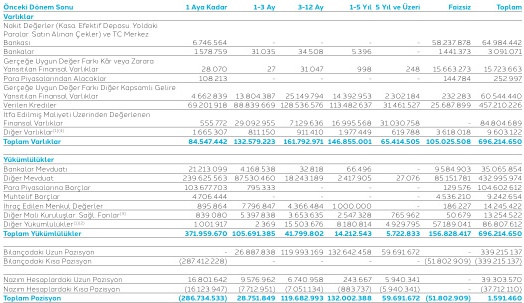 Önceki Dönem Sonu 1 Aya Kadar 1-3 Ay 3-12 Ay 1-5 Yıl 5 Yıl ve Üzeri Faizsiz Toplam
Varlıklar
Nakit Değerler (Kasa, Efektif Deposu, Yoldaki
Paralar, Satın Alınan Çekler) ve TC Merkez
Bankası 6.746.564 - - - - 58.237.878 64.984.442
Bankalar 1.578.759 31.035 34.508 5.396 - 1.441.373 3.091.071
Gerçeğe Uygun Değer Farkı Kâr veya Zarara
Yansıtılan Finansal Varlıklar 28.070 27 31.047 998 248 15.663.273 15.723.663
Para Piyasalarından Alacaklar 108.213 - - - - 144.784 252.997
Gerçeğe Uygun Değer Farkı Diğer Kapsamlı Gelire
Yansıtılan Finansal Varlıklar 4.662.839 13.804.387 25.149.794 14.392.953 2.302.184 232.283 60.544.440
Verilen Krediler 69.201.918 88.839.669 128.536.576 113.482.637 31.461.527 25.687.899 457.210.226
İtfa Edilmiş Maliyeti Üzerinden Değerlenen
Finansal Varlıklar 555.772 29.092.955 7.129.636 16.995.568 31.030.758 - 84.804.689
Diğer Varlıklar 1.665.307 811.150 911.410 1.977.449 619.788 3.618.018 9.603.122
Toplam Varlıklar 84.547.442 132.579.223 161.792.971 146.855.001 65.414.505 105.025.508 696.214.650
Yükümlülükler
Bankalar Mevduatı 21.213.099 4.168.538 32.818 66.496 - 9.584.903 35.065.854
Diğer Mevduat 239.625.563 87.530.460 18.243.189 2.417.905 27.076 85.151.781 432.995.974
Para Piyasalarına Borçlar 103.677.703 795.333 - - - 129.576 104.602.612
Muhtelif Borçlar 4.706.444 - - - - 4.536.210 9.242.654
İhraç Edilen Menkul Değerler 895.864 7.796.847 4.366.484 1.000.000 - 186.227 14.245.422
Diğer Mali Kuruluşlar. Sağl. Fonlar 839.080 5.397.838 3.653.635 2.547.328 765.962 50.679 13.254.522
Diğer Yükümlülükler 1.001.917 2.369 15.503.676 8.180.814 4.929.795 57.189.041 86.807.612
Toplam Yükümlülükler 371.959.670 105.691.385 41.799.802 14.212.543 5.722.833 156.828.417 696.214.650
Bilançodaki Uzun Pozisyon - 26.887.838 119.993.169 132.642.458 59.691.672 - 339.215.137
Bilançodaki Kısa Pozisyon (287.412.228) - - - - (51.802.909) (339.215.137)
Nazım Hesaplardaki Uzun Pozisyon 16.801.642 9.576.962 6.740.958 243.667 5.940.341 - 39.303.570
Nazım Hesaplardaki Kısa Pozisyon (16.123.947) (7.712.951) (7.051.134) (883.737) (5.940.341) - (37.712.110)
Toplam Pozisyon (286.734.533) 28.751.849 119.682.993 132.002.388 59.691.672 (51.802.909) 1.591.460